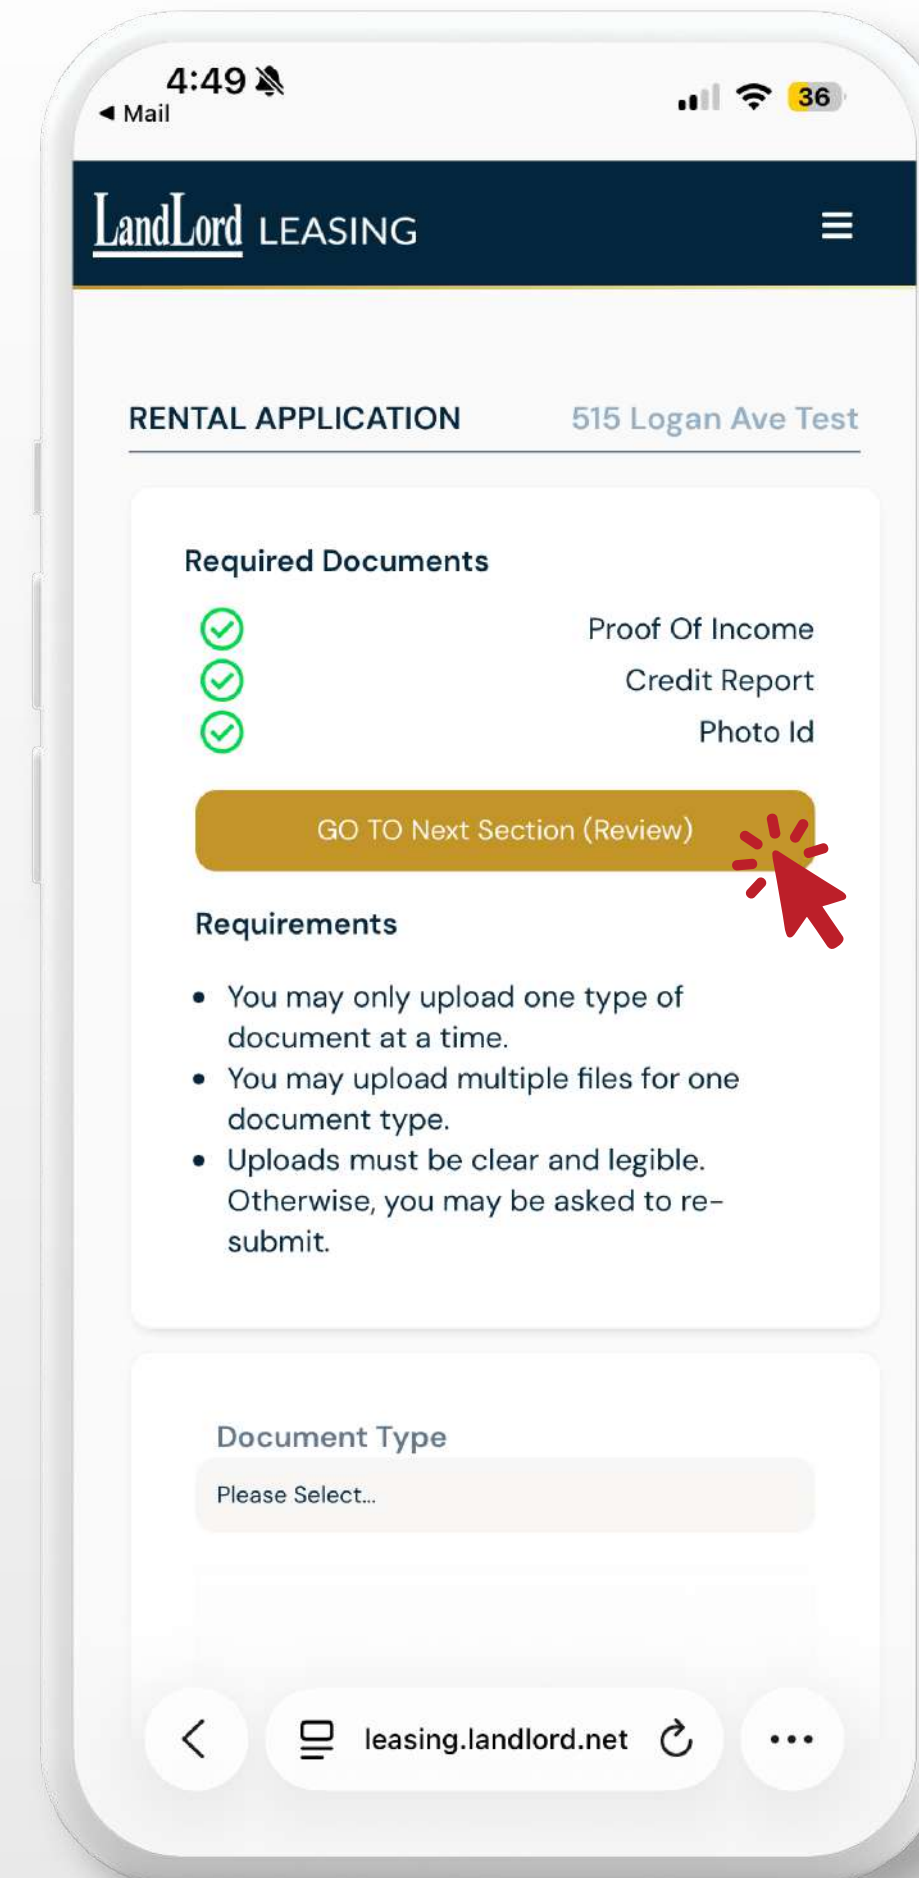 4:49
Mail
36
LandLord LEASING
RENTAL APPLICATION 515 Logan Ave Test
Required Documents
Proof Of Income
Credit Report
Photo Id
GO TO Next Section (Review)
Requirements
• You may only upload one type of
document at a time.
• You may upload multiple files for one
document type.
• Uploads must be clear and legible.
Otherwise, you may be asked to re-
submit.
Document Type
Please Select...
leasing.landlord.net